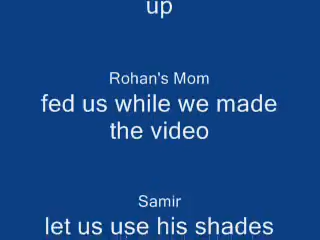 up
Rohan's Mom
fed us while we made
the video
Samir
let us use his shades